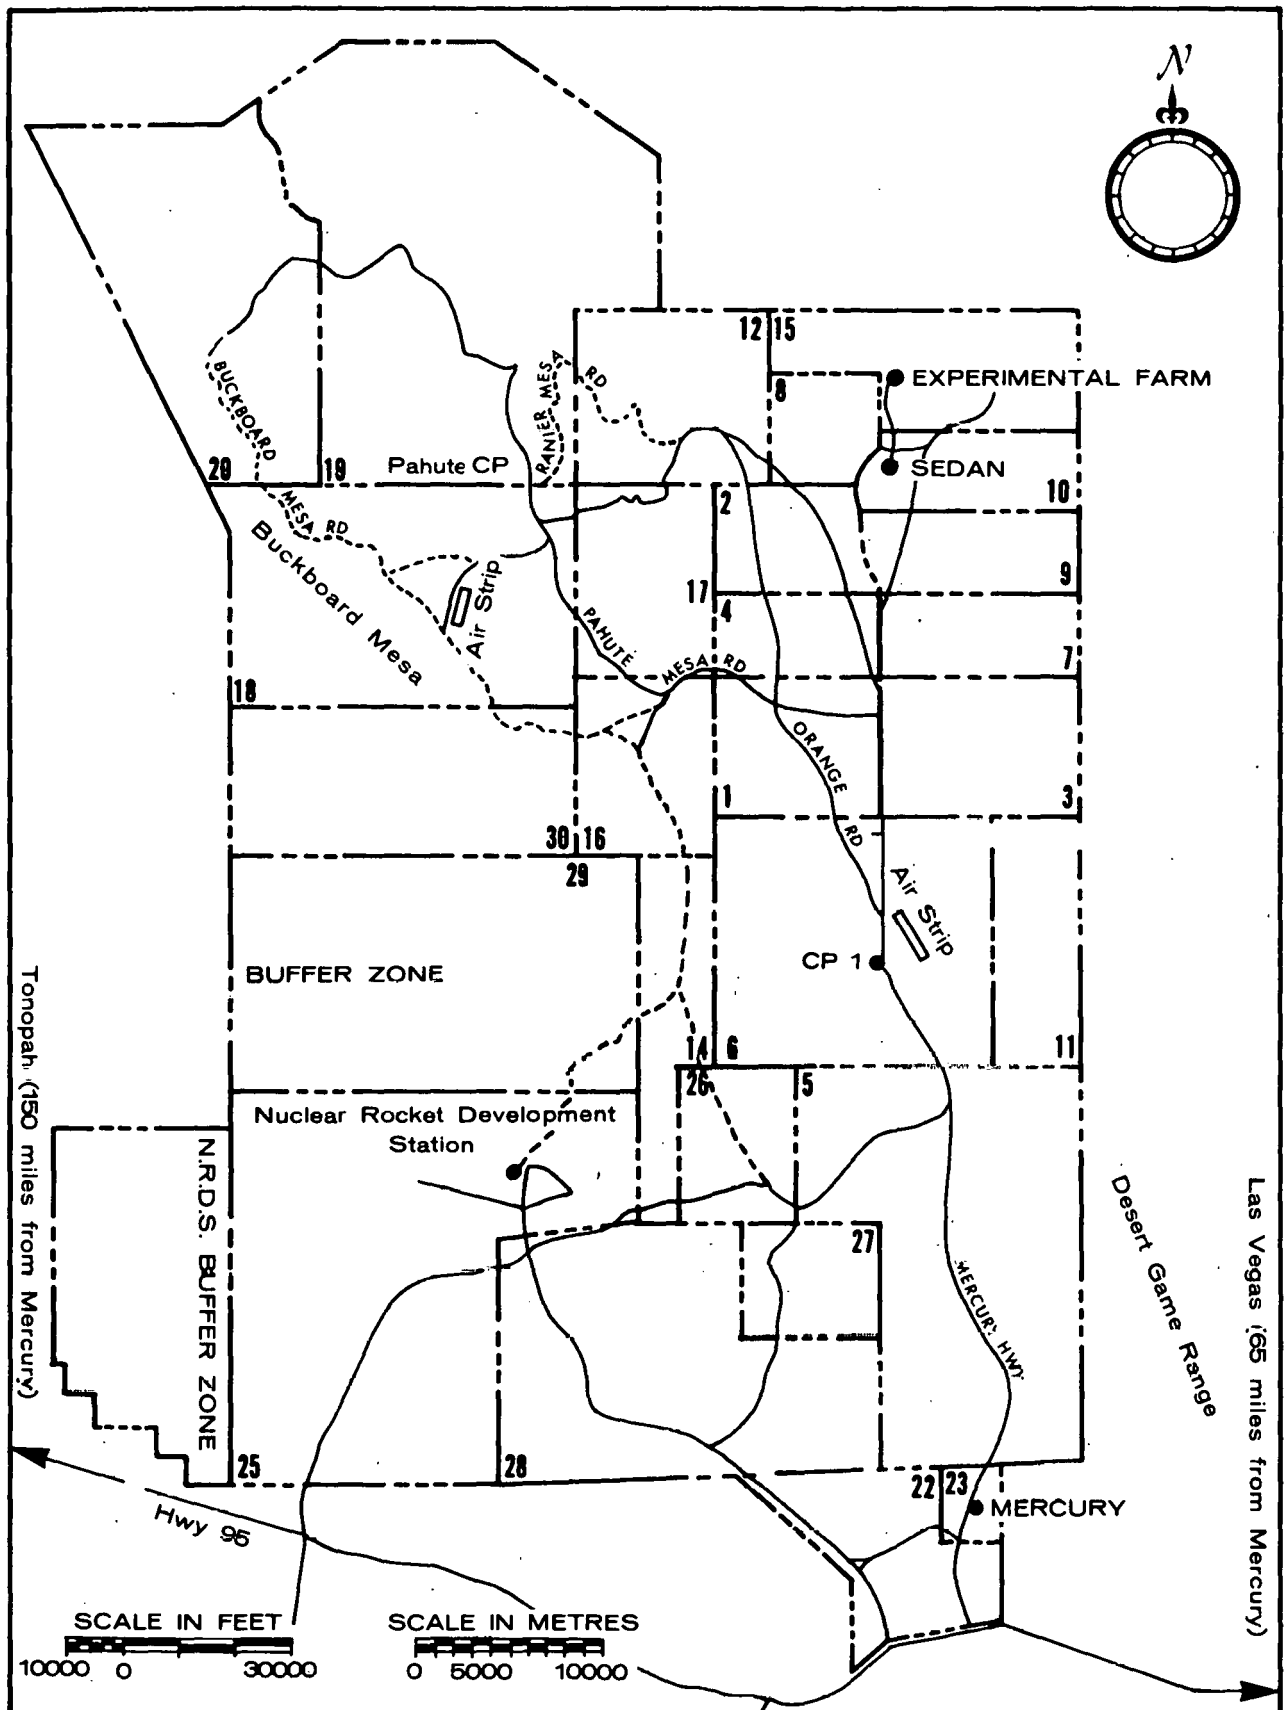 N
12 15
EXPERIMENTAL FARM
8
BUCKBOARD
RANIER MES
RD
SEDAN
20 19
Pahute CP
2
10
MESA RD
Buckboard Mesa
Air Strip
17
4
9
PAHUTE
MESA RD
7
18
ORANGE
RD
1
3
30 16
29
Air Strip
BUFFER ZONE
CP 1
14 6
11
26
5
Nuclear Rocket Development
Station
N.R.D.S. BUFFER ZONE
27
MERCURY HWY
Desert Game Range
Tonopah (150 miles from Mercury)
Las Vegas (65 miles from Mercury)
25
28
22 23
MERCURY
Hwy 95
SCALE IN FEET
10000 0 30000
SCALE IN METRES
0 5000 10000